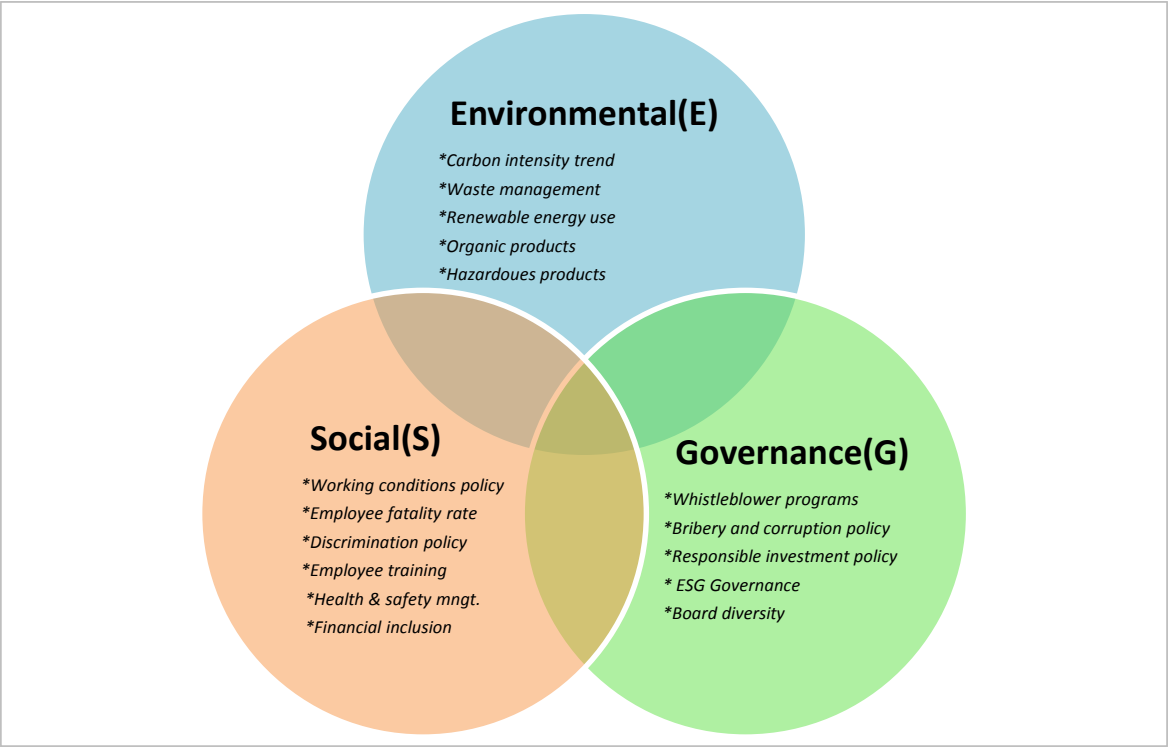 Environmental(E)
*Carbon intensity trend
*Waste management
*Renewable energy use
*Organic products
*Hazardoues products
Social(S)
*Working conditions policy
*Employee fatality rate
*Discrimination policy
*Employee training
*Health & safety mngt.
*Financial inclusion
Governance(G)
*Whistleblower programs
*Bribery and corruption policy
*Responsible investment policy
* ESG Governance
*Board diversity